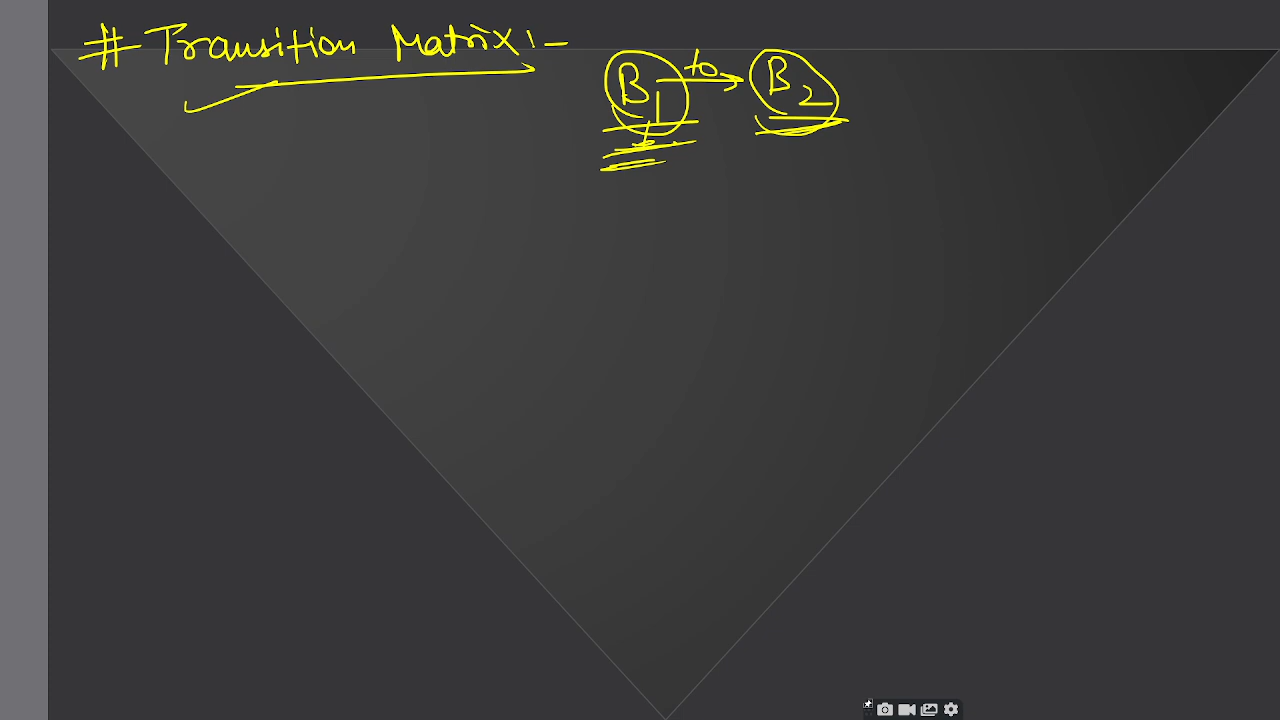 # Transition Matrix :-
B1 to B2